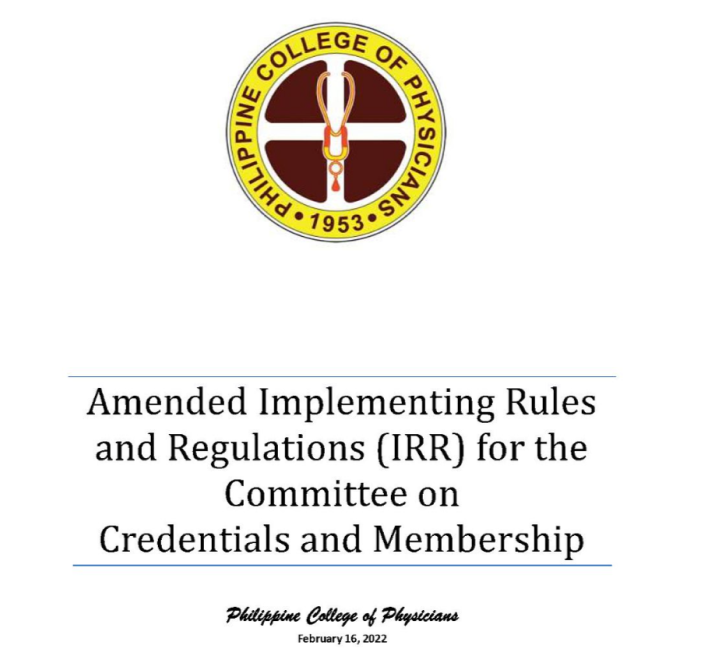 PHILIPPINE COLLEGE OF PHYSICIANS
• 1953 •
Amended Implementing Rules
and Regulations (IRR) for the
Committee on
Credentials and Membership
Philippine College of Physicians
February 16, 2022